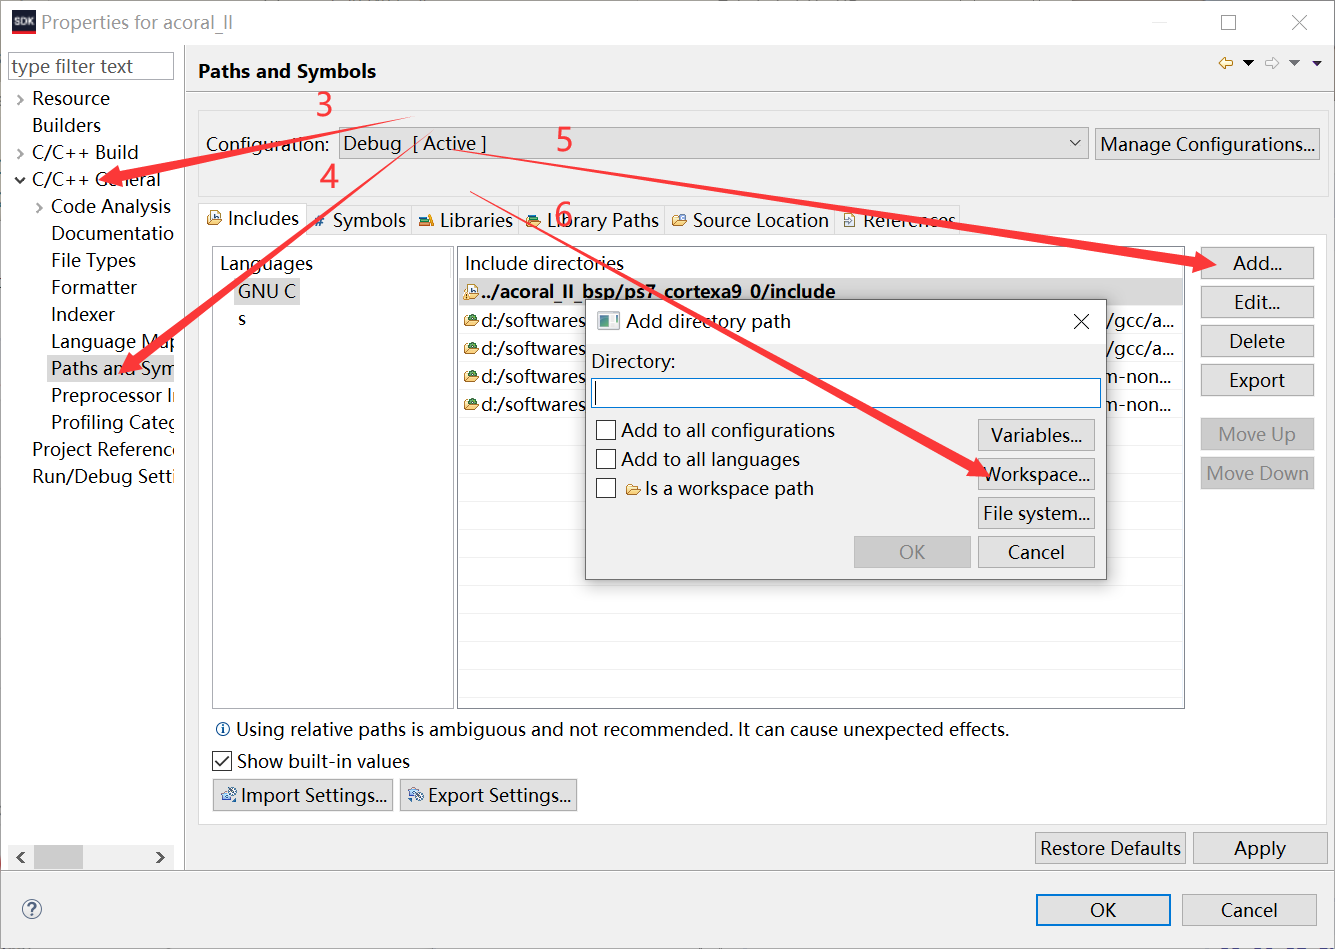 SDK Properties for acoral_II
type filter text
Resource
Builders
C/C++ Build
C/C++ General
Code Analysis
Documentatio
File Types
Formatter
Indexer
Language Map
Paths and Sym
Preprocessor I
Profiling Categ
Project Reference
Run/Debug Setti
Paths and Symbols
3
Configuration: Debug [ Active ] Manage Configurations...
5
4
6
Includes # Symbols Libraries Library Paths Source Location References
Languages
GNU C
s
Include directories
../acoral_II_bsp/ps7_cortexa9_0/include
d:/softwares /gcc/a...
d:/softwares /gcc/a...
d:/softwares m-non...
d:/softwares m-non...
Add directory path
Directory:
Add to all configurations
Add to all languages
Is a workspace path
Variables...
Workspace...
File system...
OK Cancel
Add...
Edit...
Delete
Export
Move Up
Move Down
Using relative paths is ambiguous and not recommended. It can cause unexpected effects.
Show built-in values
Import Settings... Export Settings...
Restore Defaults Apply
OK Cancel